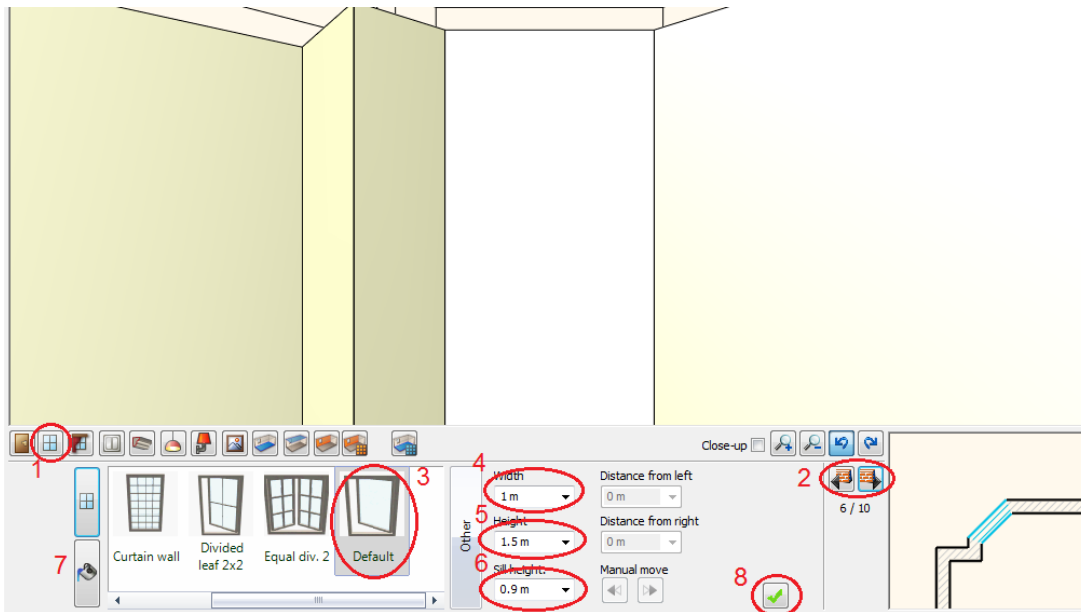 1
Close-up
2
6 / 10
3
Curtain wall
Divided
leaf 2x2
Equal div. 2
Default
7
Other
4
Width
1 m
5
Height
1.5 m
6
Sill height:
0.9 m
Distance from left
0 m
Distance from right
0 m
Manual move
8